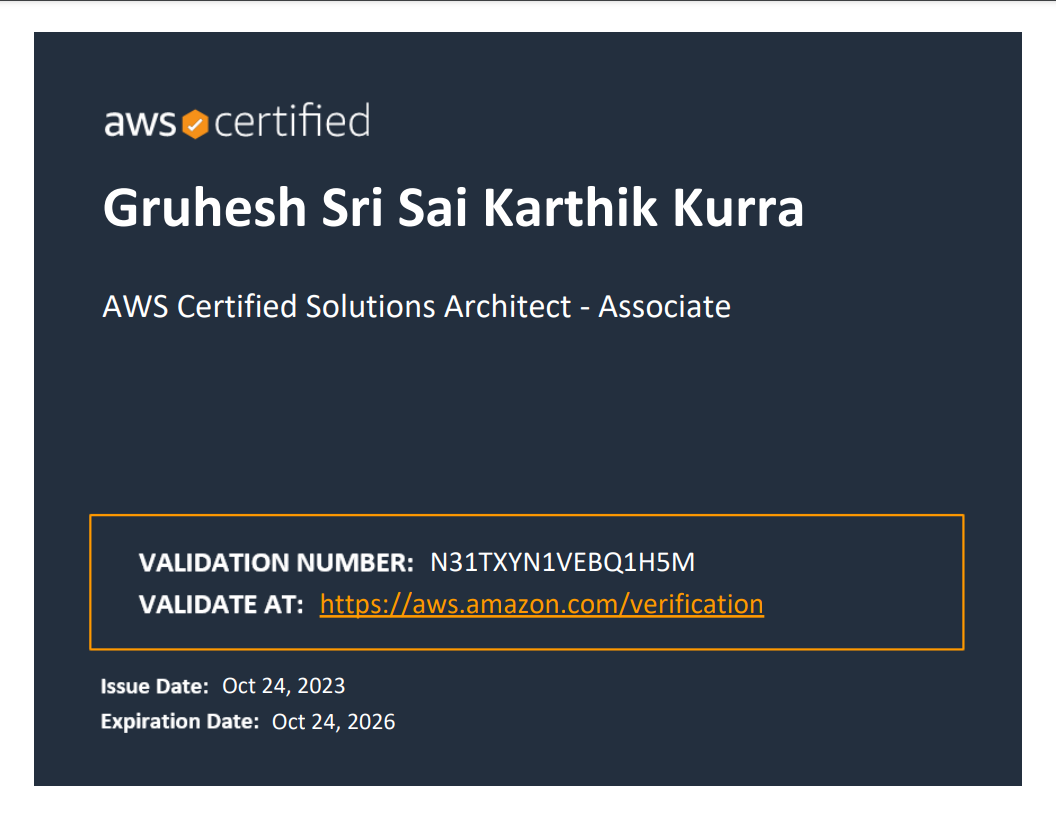 aws certified
Gruhesh Sri Sai Karthik Kurra
AWS Certified Solutions Architect - Associate
VALIDATION NUMBER: N31TXYN1VEBQ1H5M
VALIDATE AT: https://aws.amazon.com/verification
Issue Date: Oct 24, 2023
Expiration Date: Oct 24, 2026